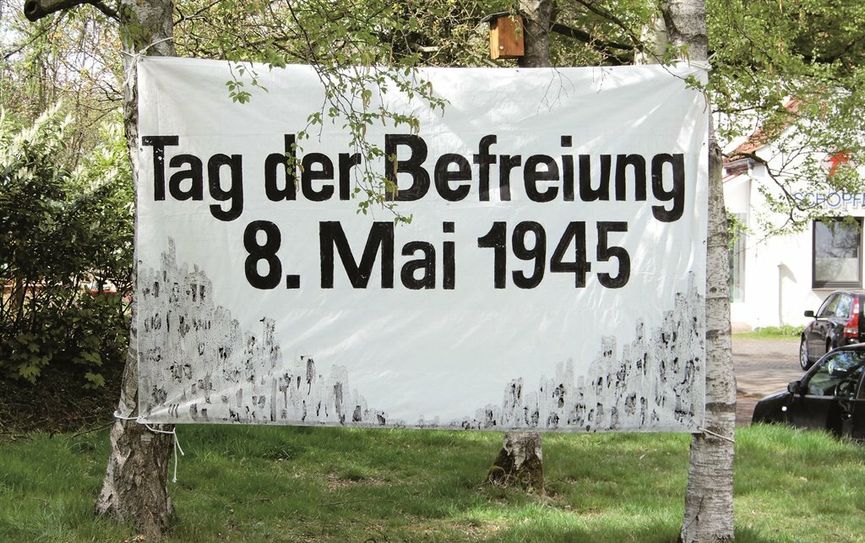 Tag der Befreiung
8. Mai 1945